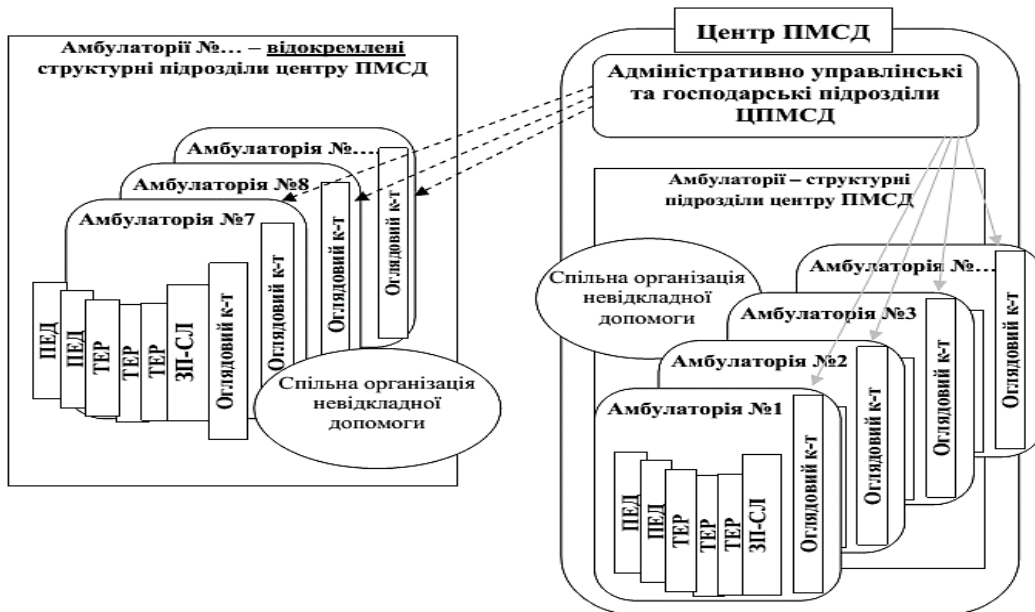 Амбулаторії №… – відокремлені
структурні підрозділи центру ПМСД
Амбулаторія №…
Оглядовий к-т
Амбулаторія №8
Оглядовий к-т
Амбулаторія №7
Оглядовий к-т
ПЕД
ПЕД
ТЕР
ТЕР
ТЕР
ЗП-СЛ
Оглядовий к-т
Спільна організація
невідкладної
допомоги
Центр ПМСД
Адміністративно управлінські
та господарські підрозділи
ЦПМСД
Амбулаторії – структурні
підрозділи центру ПМСД
Спільна організація
невідкладної
допомоги
Амбулаторія №…
Оглядовий к-т
Амбулаторія №3
Оглядовий к-т
Амбулаторія №2
Оглядовий к-т
Амбулаторія №1
Оглядовий к-т
ПЕД
ПЕД
ТЕР
ТЕР
ТЕР
ЗП-СЛ